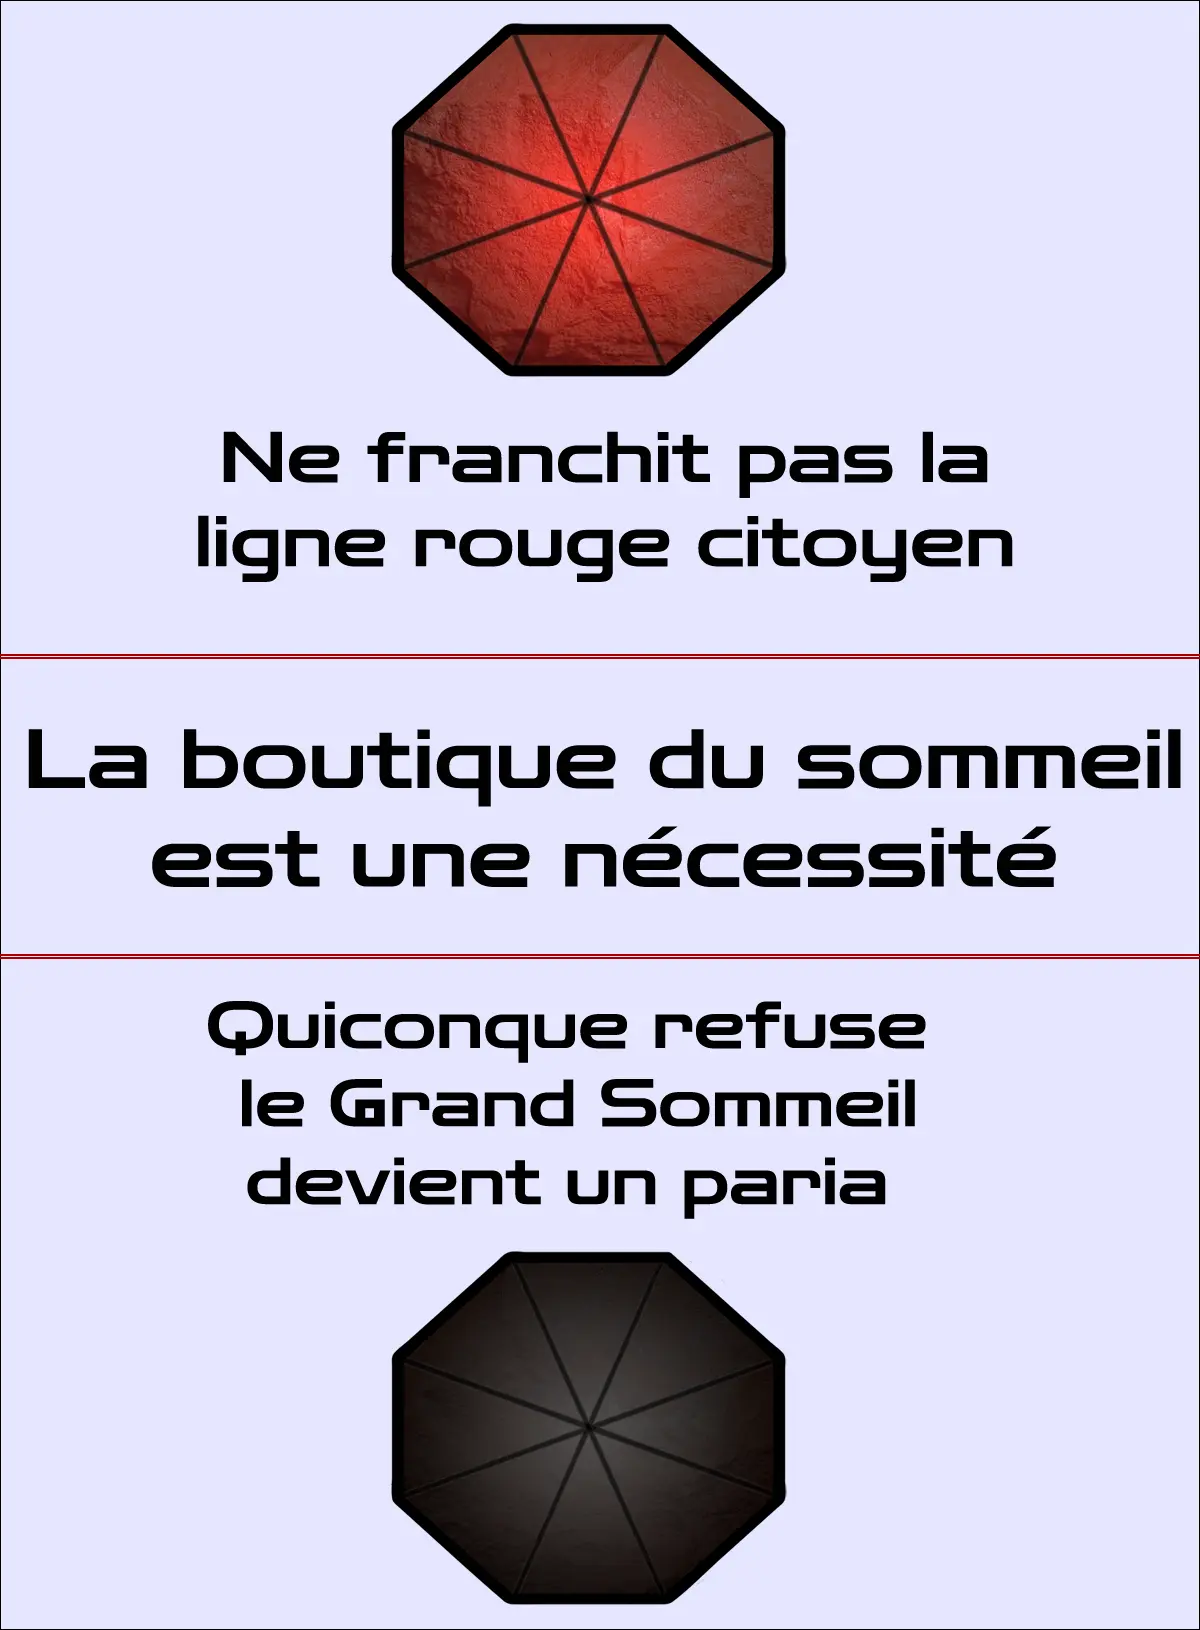 Ne franchit pas la
ligne rouge citoyen
La boutique du sommeil
est une nécessité
Quiconque refuse
le Grand Sommeil
devient un paria